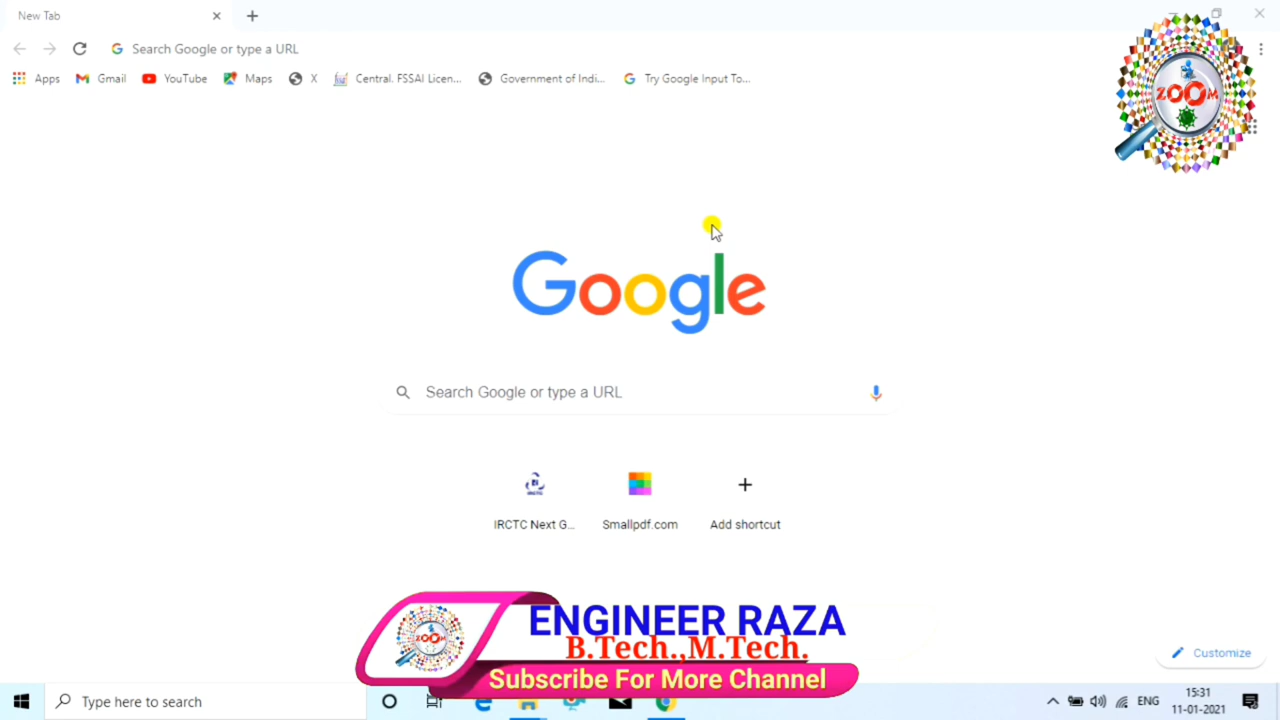 New Tab
Search Google or type a URL
Apps
Gmail
YouTube
Maps
X
Central. FSSAI Licen...
Government of Indi...
Try Google Input To...
ZOOM
Google
Search Google or type a URL
IRCTC Next G...
Smallpdf.com
Add shortcut
ZOOM
ENGINEER RAZA
B.Tech.,M.Tech.
Subscribe For More Channel
Customize
Type here to search
ENG
15:31
11-01-2021